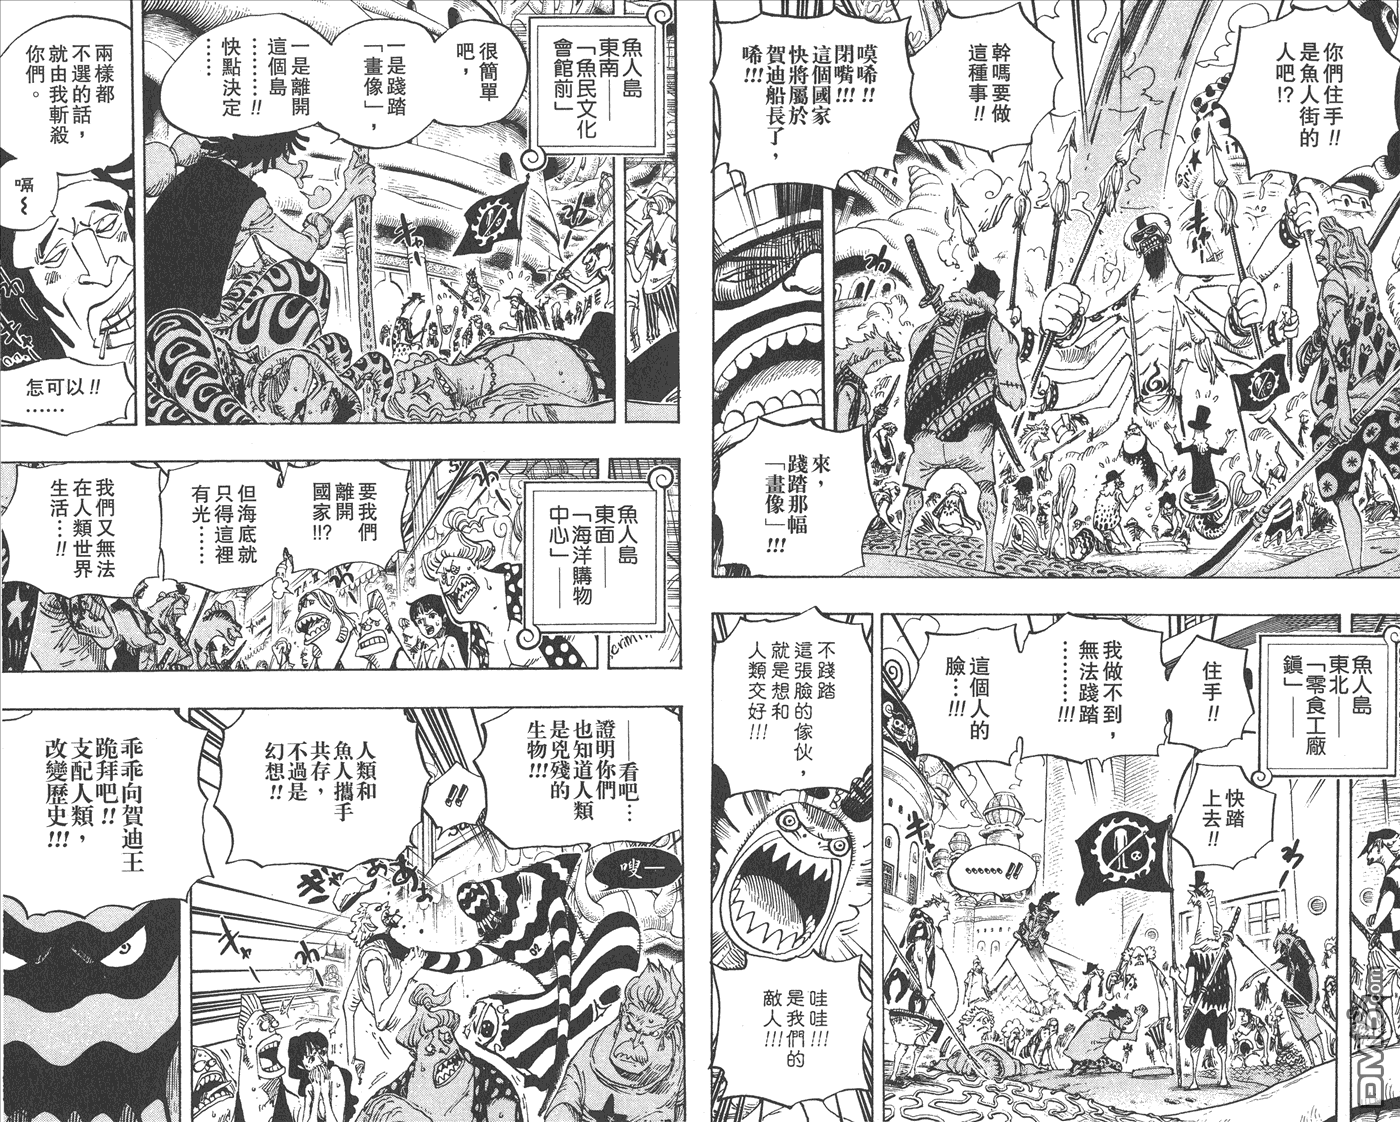 你們住手!!
是魚人街的
人吧!?
幹嗎要做
這種事!!
嘆唏!!
閉嘴!!!
這個國家
快將屬於
賀迪船長了,
唏!!!
來,
踐踏那幅
「畫像」!!!
魚人島
東北——
「零食工廠
鎮」——
快踏
上去!!
住手!!
我做不到,
無法踐踏
………!!!
這個人的
臉…!!!
………!!
不踐踏
這張臉的傢伙,
就是想和
人類交好!!!
哇哇!!!
是我們的
敵人!!!
魚人島
東南——
「魚民文化
會館前」
很簡單
吧,
一是踐踏
「畫像」,
一是離開
這個島
…………!!
快點決定
……
兩樣都
不選的話,
就由我斬殺
你們。
嗝~
怎可以!!
……
魚人島
東面——
「海洋購物
中心」——
要我們
離開
國家!!?
但海底就
只得這裡
有光……
我們又無法
在人類世界
生活…!!
——看吧…
證明你們
也知道人類
是兇殘的
生物!!!
嗖—
!!
人類和
魚人攜手
共存,
不過是
幻想!!
乖乖向賀迪王
跪拜吧!!
支配人類,
改變歷史!!!